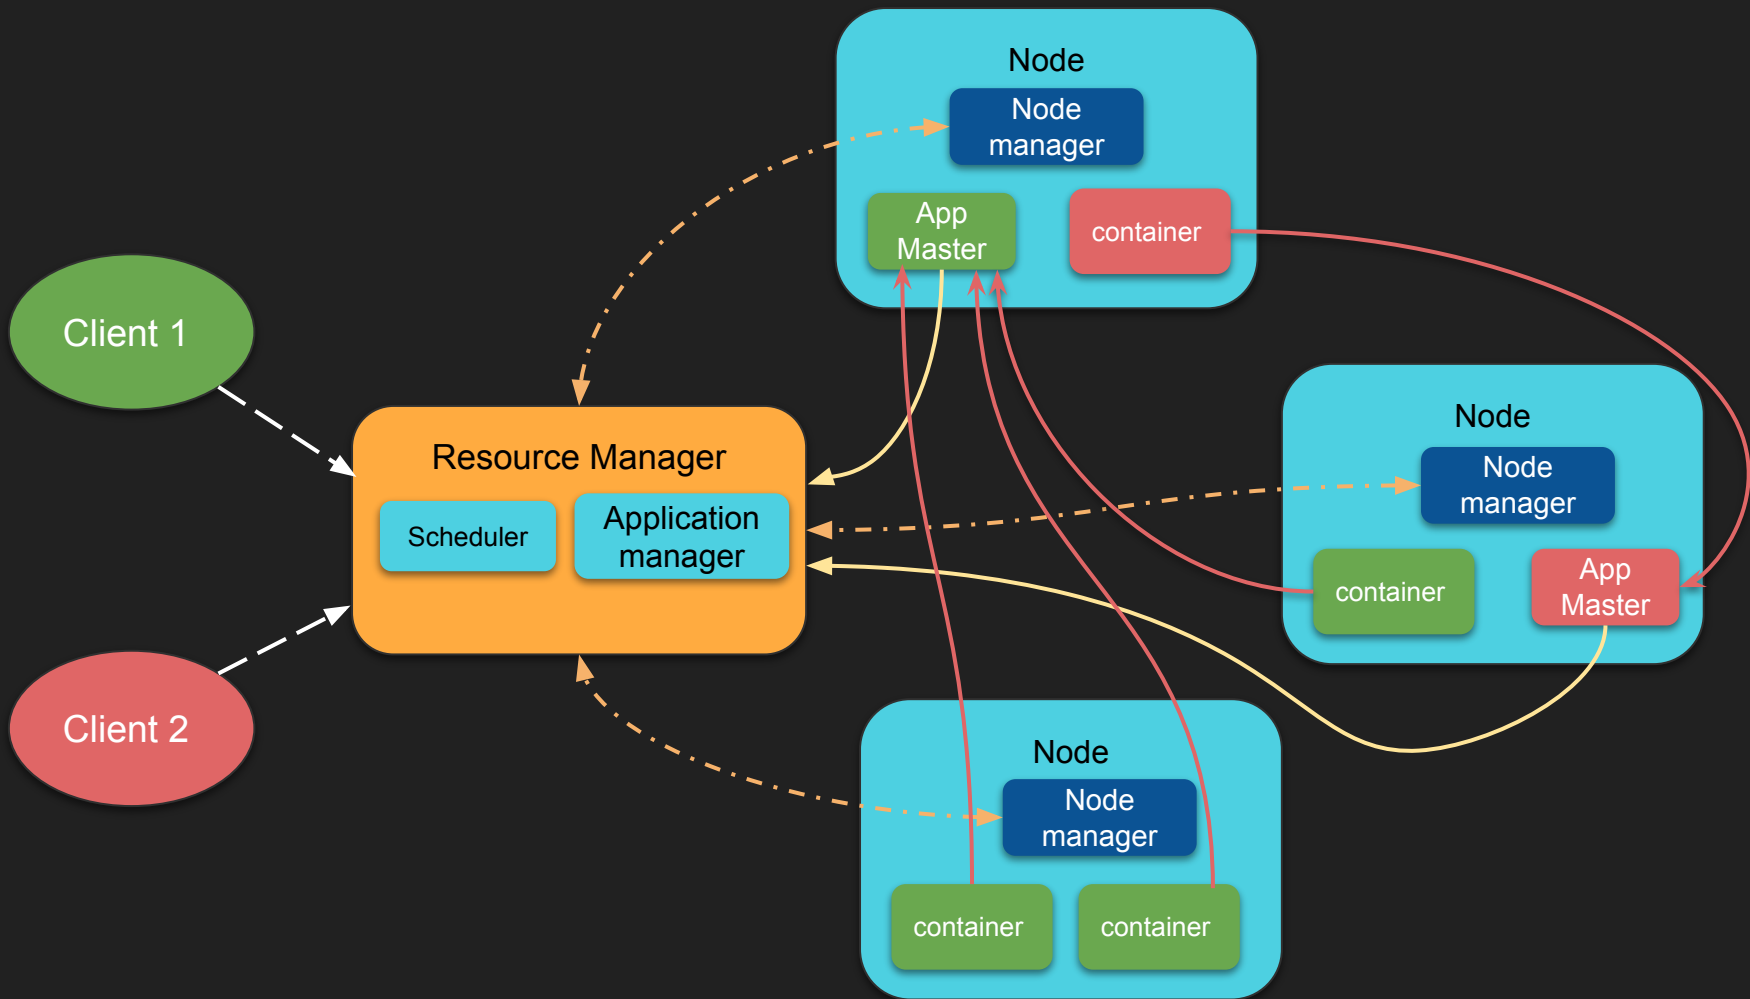 Node
Node
manager
App
Master
container
Client 1
Resource Manager
Scheduler
Application
manager
Node
Node
manager
container
App
Master
Client 2
Node
Node
manager
container
container